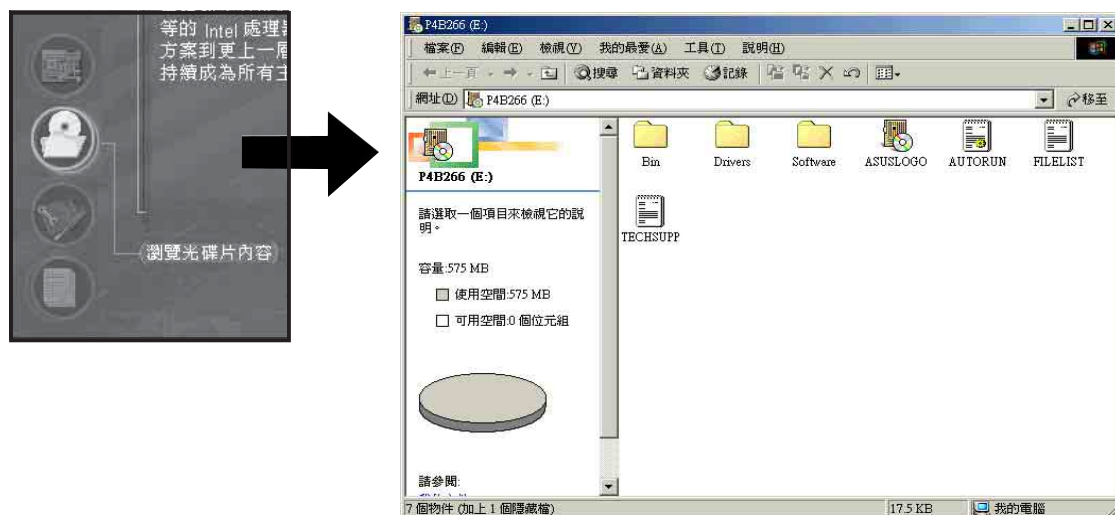 等的 Intel 處理器
方案到更上一層
持續成為所有主
瀏覽光碟片內容
P4B266 (E:)
檔案(F) 編輯(E) 檢視(V) 我的最愛(A) 工具(T) 說明(H)
上一頁 搜尋 資料夾 記錄
網址(D) P4B266 (E:) 移至
P4B266 (E:)
請選取一個項目來檢視它的說
明。
容量:575 MB
使用空間:575 MB
可用空間:0 個位元組
請參閱:
Bin Drivers Software ASUSLOGO AUTORUN FILELIST
TECHSUPP
7 個物件 (加上 1 個隱藏檔) 17.5 KB 我的電腦